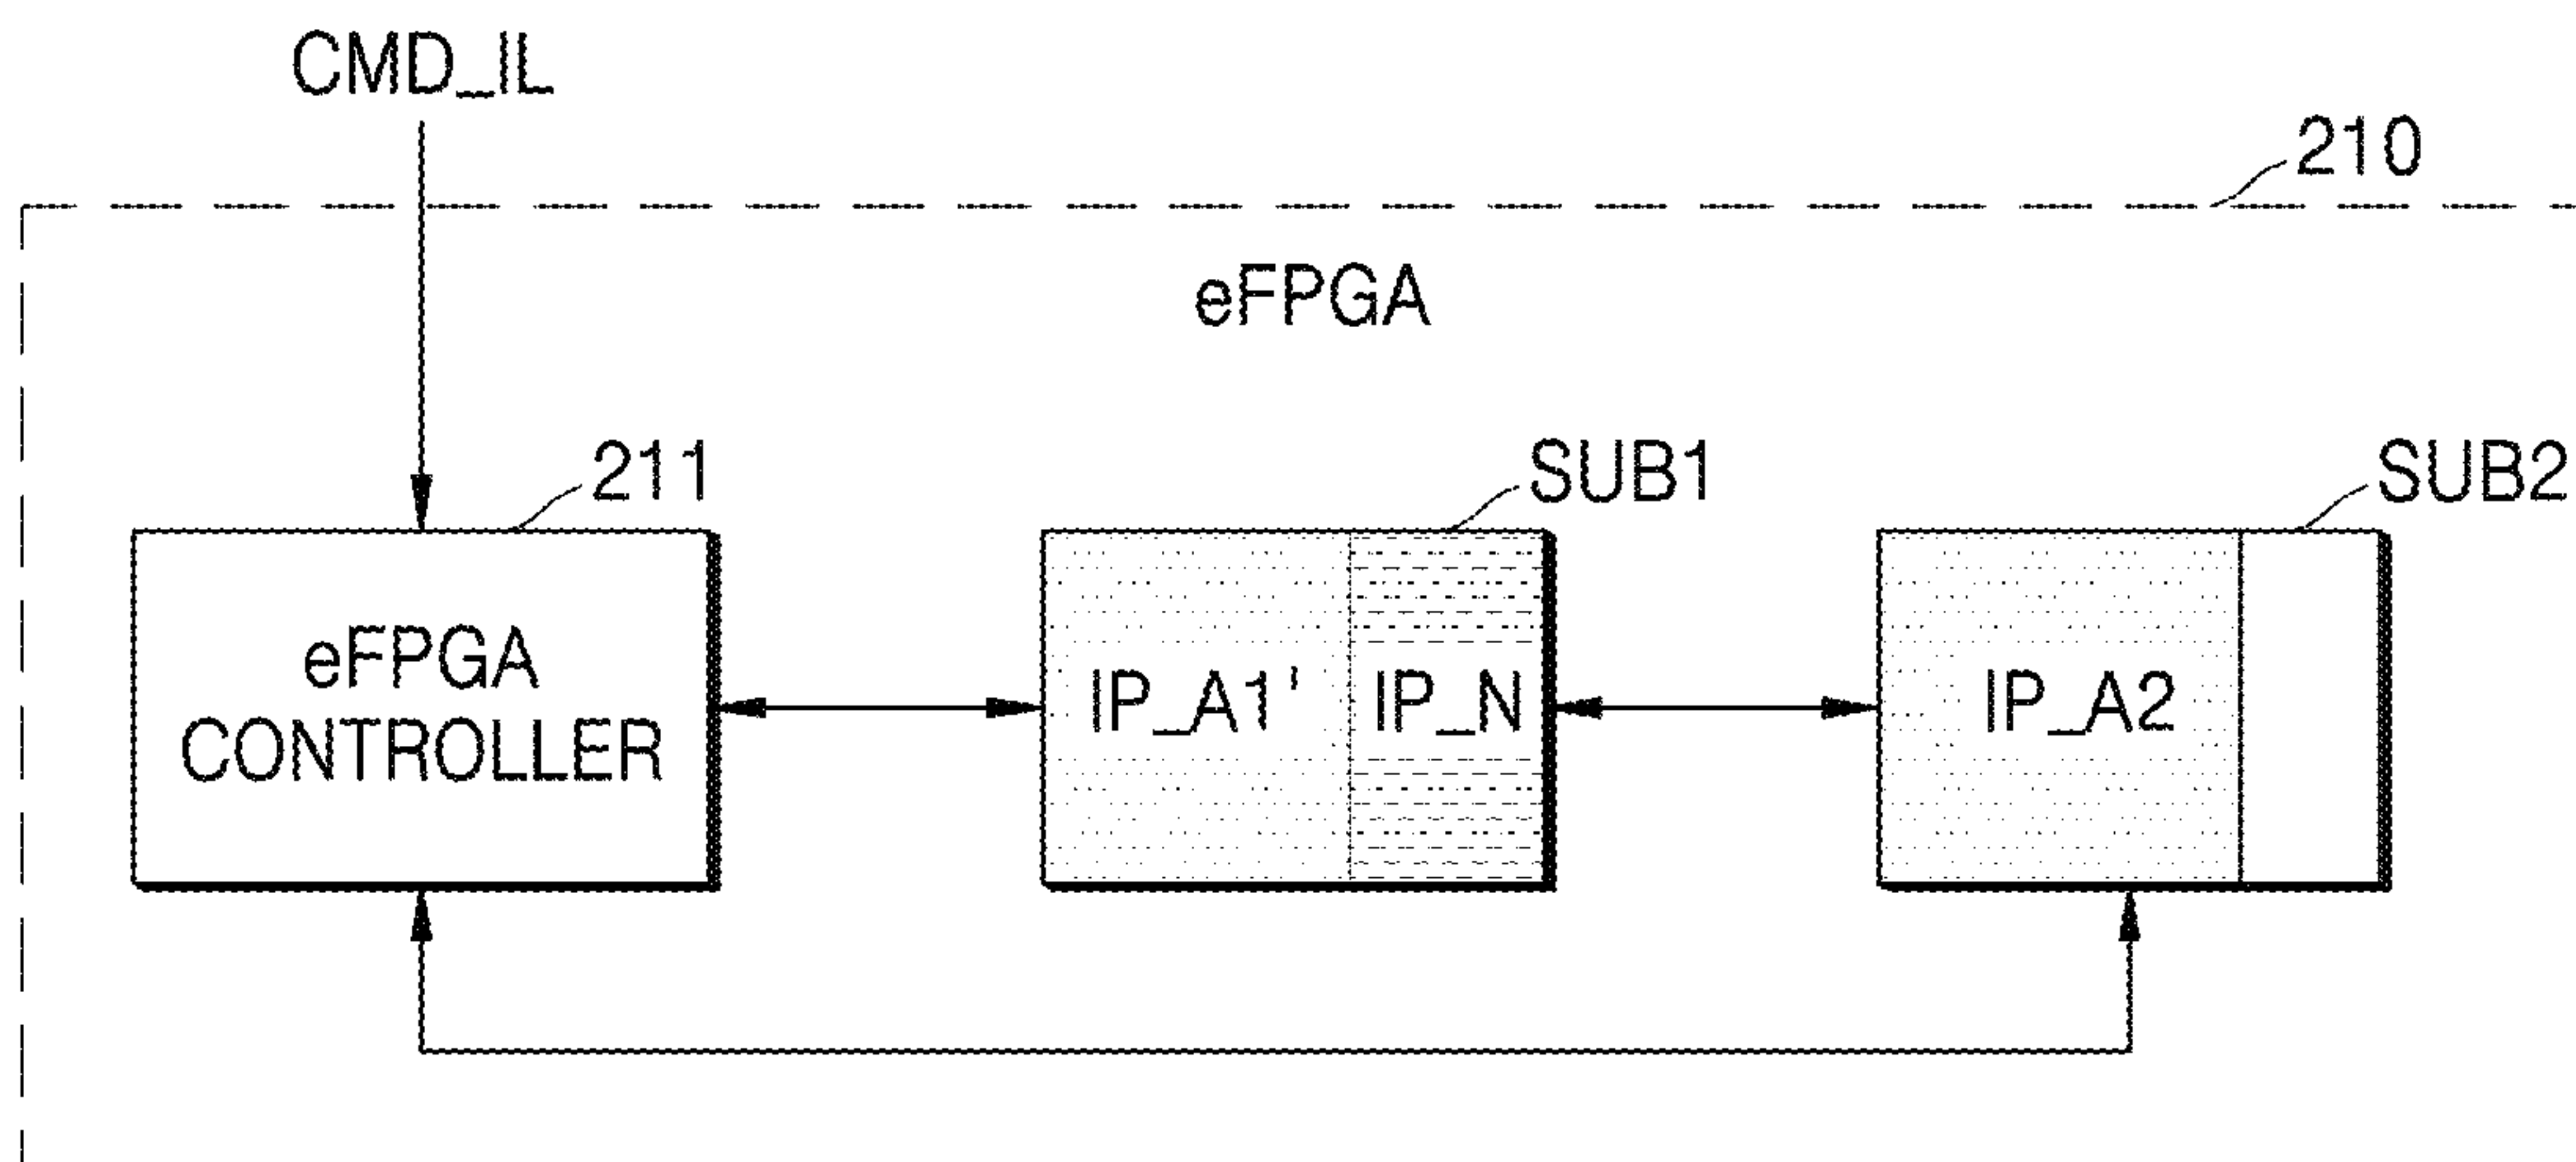 CMD_IL
210
eFPGA
211
SUB1
SUB2
eFPGA
CONTROLLER
IP_A1'
IP_N
IP_A2